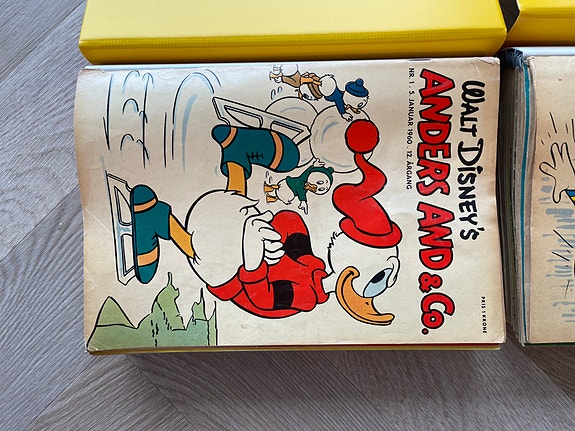 WALT DISNEY'S
ANDERS AND & CO.
NR. 1 . 5. JANUAR 1960 . 12. ÅRGANG
PRIS 1 KRONE